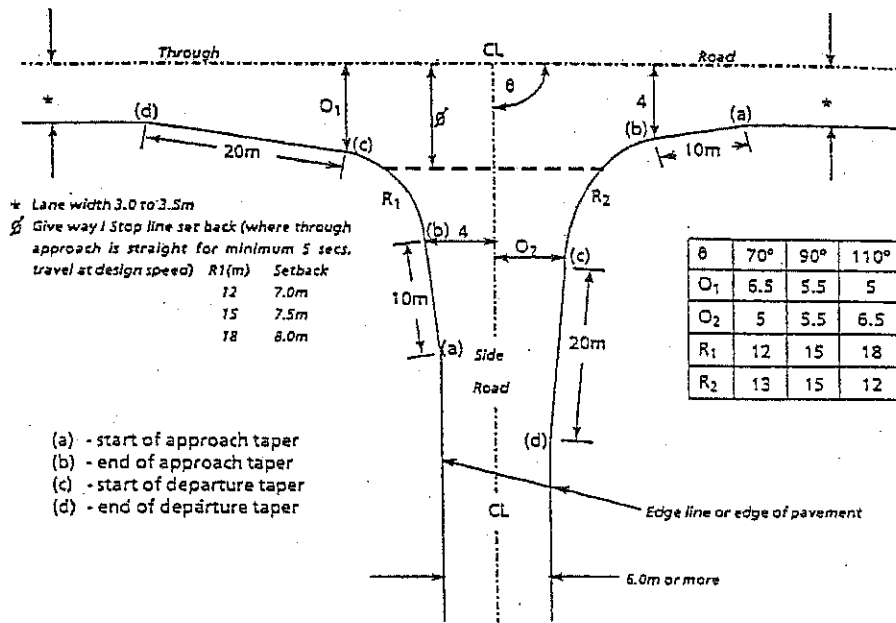 CL
Through
Road
θ
O₁
ø
4
*
*
(d)
(c)
(b)
(a)
20m
10m
R₁
R₂
* Lane width 3.0 to 3.5m
ø Give way / Stop line set back (where through
approach is straight for minimum 5 secs.
travel at design speed) R1(m) Setback
12 7.0m
15 7.5m
18 8.0m
(b) 4
O₂
(c)
10m
20m
(a)
Side
Road
(d)
θ 70° 90° 110°
O₁ 6.5 5.5 5
O₂ 5 5.5 6.5
R₁ 12 15 18
R₂ 13 15 12
(a) - start of approach taper
(b) - end of approach taper
(c) - start of departure taper
(d) - end of departure taper
CL
Edge line or edge of pavement
6.0m or more